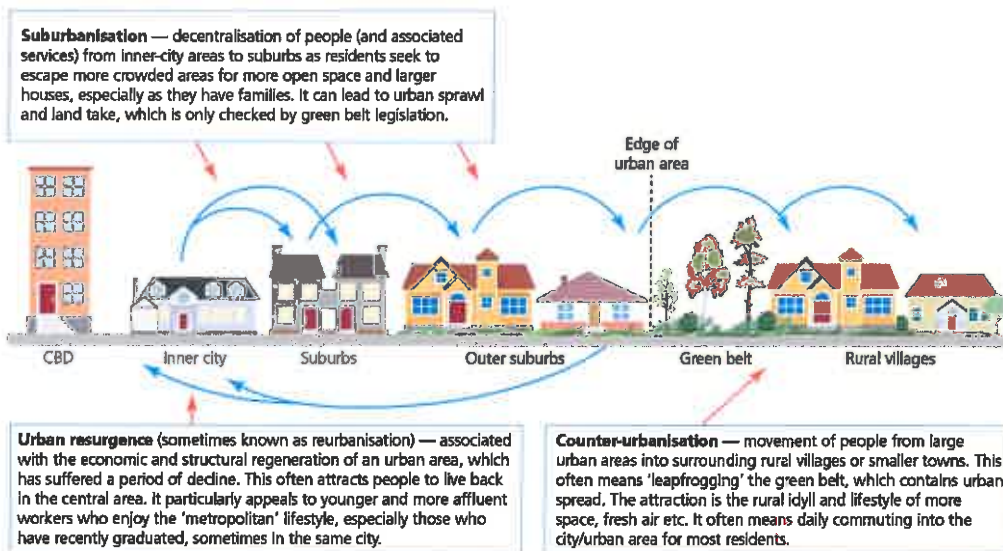 Suburbanisation — decentralisation of people (and associated
services) from inner-city areas to suburbs as residents seek to
escape more crowded areas for more open space and larger
houses, especially as they have families. It can lead to urban sprawl
and land take, which is only checked by green belt legislation.
Edge of
urban area
CBD
Inner city
Suburbs
Outer suburbs
Green belt
Rural villages
Urban resurgence (sometimes known as reurbanisation) — associated
with the economic and structural regeneration of an urban area, which
has suffered a period of decline. This often attracts people to live back
in the central area. It particularly appeals to younger and more affluent
workers who enjoy the ‘metropolitan’ lifestyle, especially those who
have recently graduated, sometimes in the same city.
Counter-urbanisation — movement of people from large
urban areas into surrounding rural villages or smaller towns. This
often means ‘leapfrogging’ the green belt, which contains urban
spread. The attraction is the rural idyll and lifestyle of more
space, fresh air etc. It often means daily commuting into the
city/urban area for most residents.